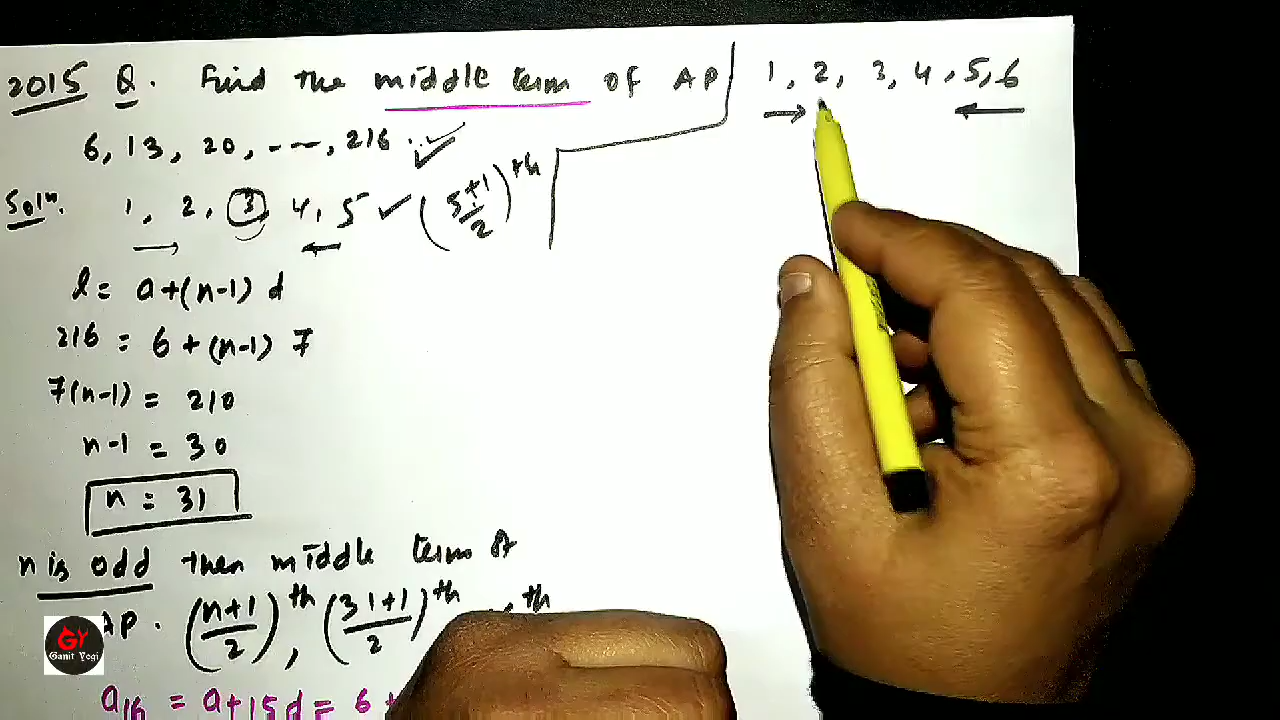 2015 Q. Find the middle term of AP
6, 13, 20, ----, 216 ..
Soln. 1, 2, 3, 4, 5 ✓ (5+1/2)th
l = a+(n-1) d
216 = 6 + (n-1) 7
7(n-1) = 210
n-1 = 30
n = 31
n is odd then middle term of
AP. (n+1/2)th, (31+1/2)th th
a16 = a+15d = 6 +
1, 2, 3, 4, 5, 6
GY
Ganit Yogi